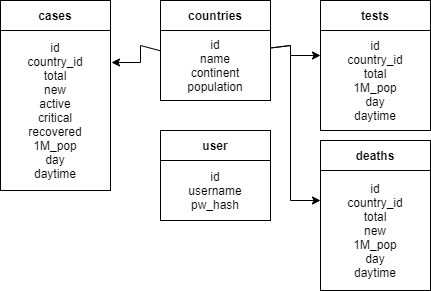 cases
id
country_id
total
new
active
critical
recovered
1M_pop
day
daytime
countries
id
name
continent
population
user
id
username
pw_hash
tests
id
country_id
total
1M_pop
day
daytime
deaths
id
country_id
total
new
1M_pop
day
daytime